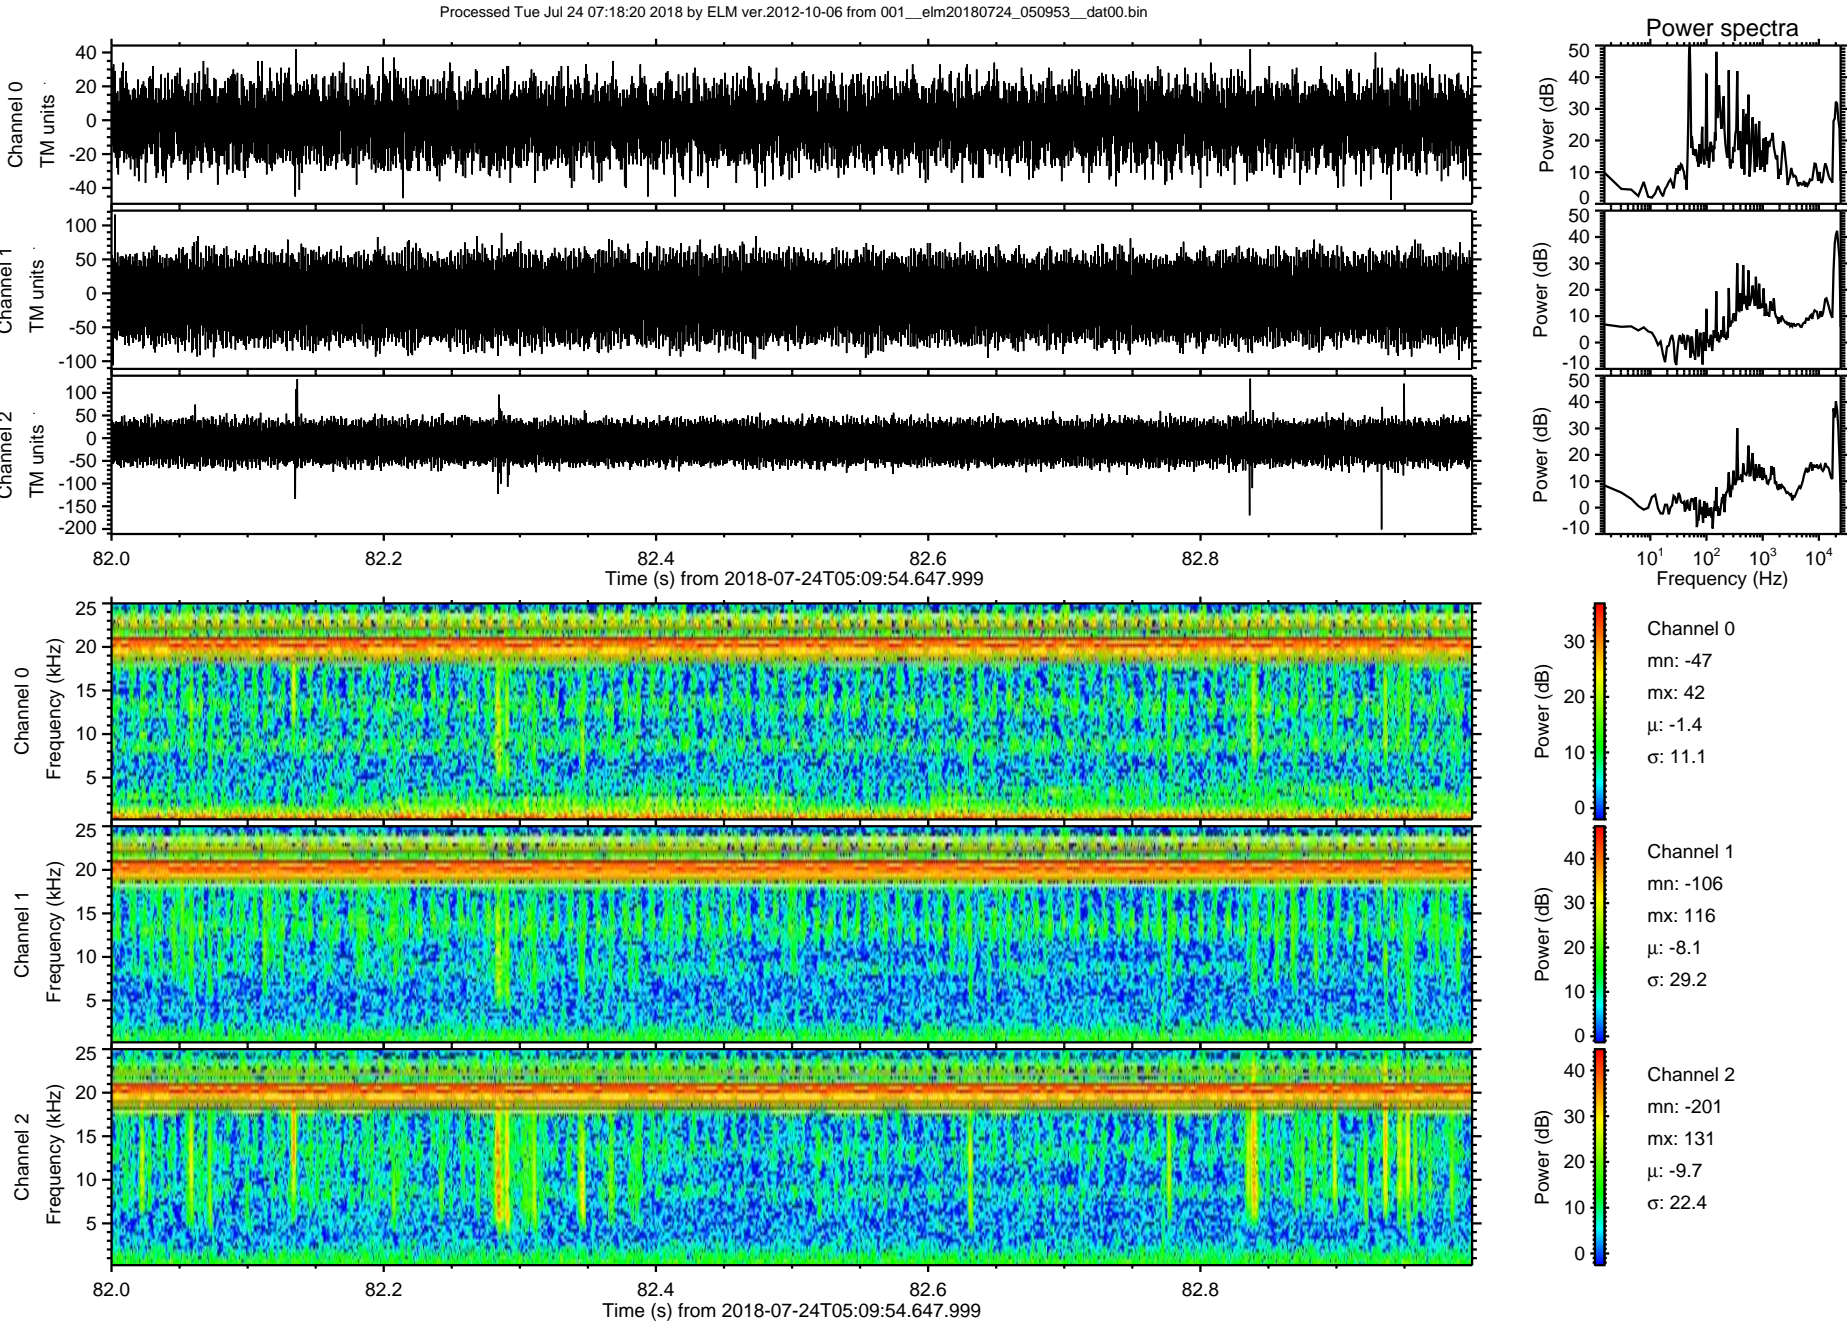 Processed Tue Jul 24 07:18:20 2018 by ELM ver.2012-10-06 from 001__elm20180724_050953__dat00.bin
Power spectra
Channel 0
TM units
40
20
0
-20
-40
Power (dB)
50
40
30
20
10
0
Channel 1
TM units
100
50
0
-50
-100
Power (dB)
50
40
30
20
10
0
-10
Channel 2
TM units
100
50
0
-50
-100
-150
-200
Power (dB)
50
40
30
20
10
0
-10
82.0 82.2 82.4 82.6 82.8
Time (s) from 2018-07-24T05:09:54.647.999
10^1 10^2 10^3 10^4
Frequency (Hz)
Channel 0
Frequency (kHz)
25
20
15
10
5
Power (dB)
30
20
10
0
Channel 0
mn: -47
mx: 42
μ: -1.4
σ: 11.1
Channel 1
Frequency (kHz)
25
20
15
10
5
Power (dB)
40
30
20
10
0
Channel 1
mn: -106
mx: 116
μ: -8.1
σ: 29.2
Channel 2
Frequency (kHz)
25
20
15
10
5
Power (dB)
40
30
20
10
0
Channel 2
mn: -201
mx: 131
μ: -9.7
σ: 22.4
82.0 82.2 82.4 82.6 82.8
Time (s) from 2018-07-24T05:09:54.647.999